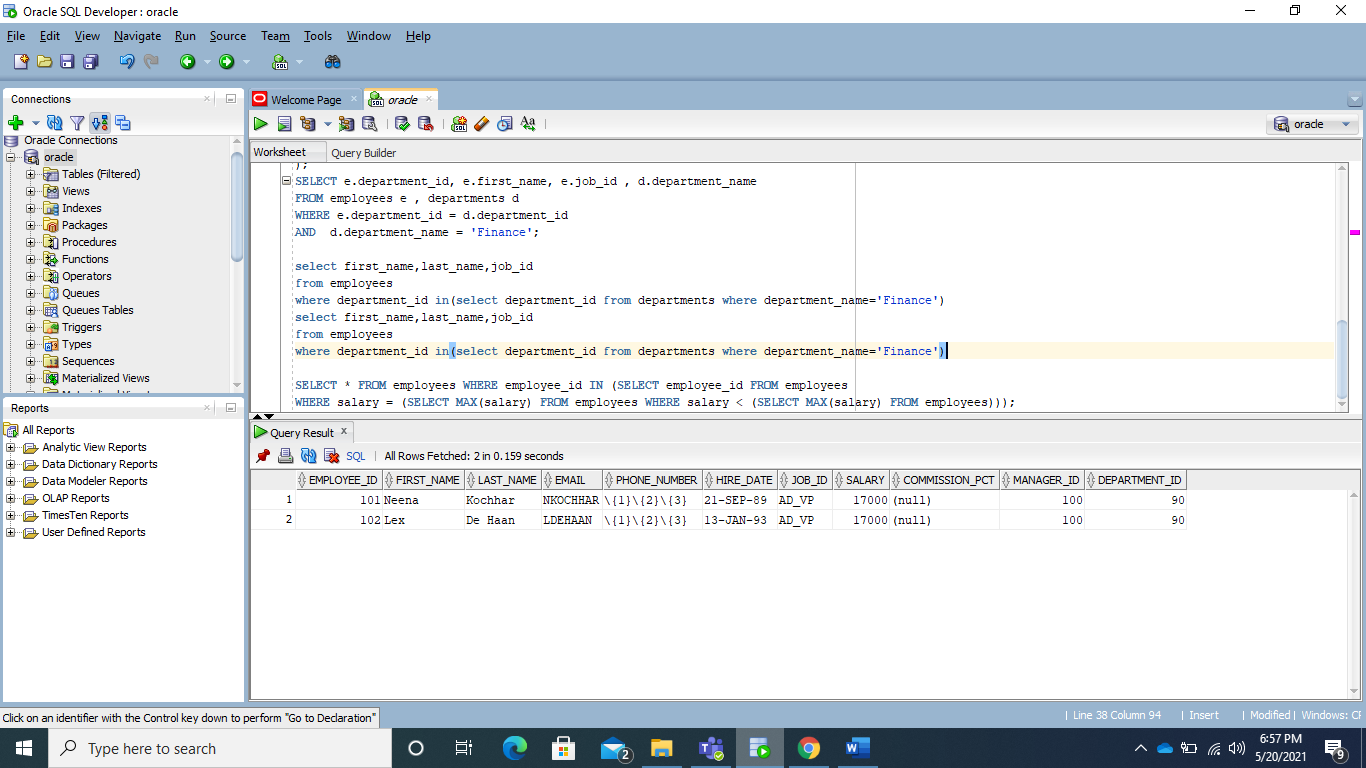 Oracle SQL Developer : oracle
File Edit View Navigate Run Source Team Tools Window Help
Connections
Oracle Connections
oracle
Tables (Filtered)
Views
Indexes
Packages
Procedures
Functions
Operators
Queues
Queues Tables
Triggers
Types
Sequences
Materialized Views
Reports
All Reports
Analytic View Reports
Data Dictionary Reports
Data Modeler Reports
OLAP Reports
TimesTen Reports
User Defined Reports
Welcome Page oracle
oracle
Worksheet Query Builder
);
SELECT e.department_id, e.first_name, e.job_id , d.department_name
FROM employees e , departments d
WHERE e.department_id = d.department_id
AND  d.department_name = 'Finance';
select first_name,last_name,job_id
from employees
where department_id in(select department_id from departments where department_name='Finance')
select first_name,last_name,job_id
from employees
where department_id in(select department_id from departments where department_name='Finance')
SELECT * FROM employees WHERE employee_id IN (SELECT employee_id FROM employees
WHERE salary = (SELECT MAX(salary) FROM employees WHERE salary < (SELECT MAX(salary) FROM employees)));
Query Result x
SQL | All Rows Fetched: 2 in 0.159 seconds
EMPLOYEE_ID FIRST_NAME LAST_NAME EMAIL PHONE_NUMBER HIRE_DATE JOB_ID SALARY COMMISSION_PCT MANAGER_ID DEPARTMENT_ID
1 101 Neena Kochhar NKOCHHAR \{1}\{2}\{3} 21-SEP-89 AD_VP 17000 (null) 100 90
2 102 Lex De Haan LDEHAAN \{1}\{2}\{3} 13-JAN-93 AD_VP 17000 (null) 100 90
Click on an identifier with the Control key down to perform "Go to Declaration"
| Line 38 Column 94 | Insert | Modified | Windows: CR
Type here to search
2
6:57 PM
5/20/2021
9